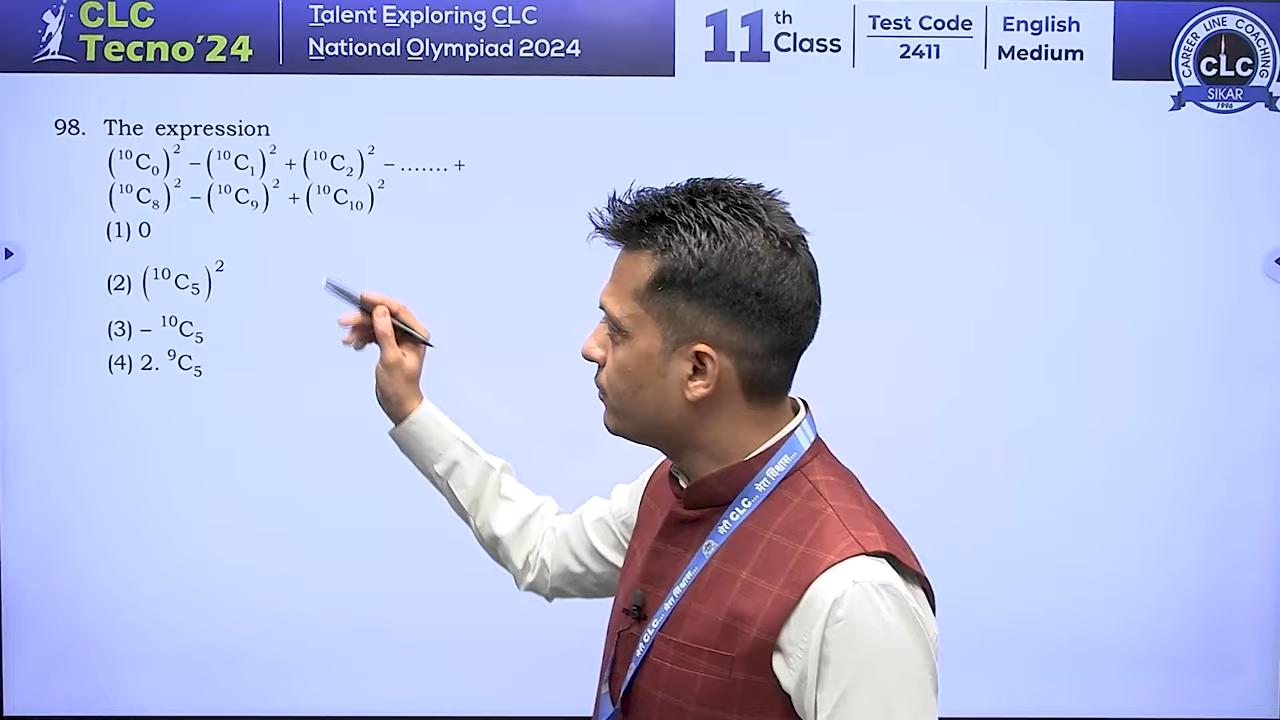 CLC
Tecno'24
Talent Exploring CLC
National Olympiad 2024
11th Class
Test Code
2411
English
Medium
CAREER LINE COACHING
CLC
SIKAR
1996
98. The expression
(¹⁰C₀)² – (¹⁰C₁)² + (¹⁰C₂)² – ....... +
(¹⁰C₈)² – (¹⁰C₉)² + (¹⁰C₁₀)²
(1) 0
(2) (¹⁰C₅)²
(3) – ¹⁰C₅
(4) 2. ⁹C₅
मेरी CLC... मेरा विश्वास...
मेरी CLC... मेरा विश्वास...